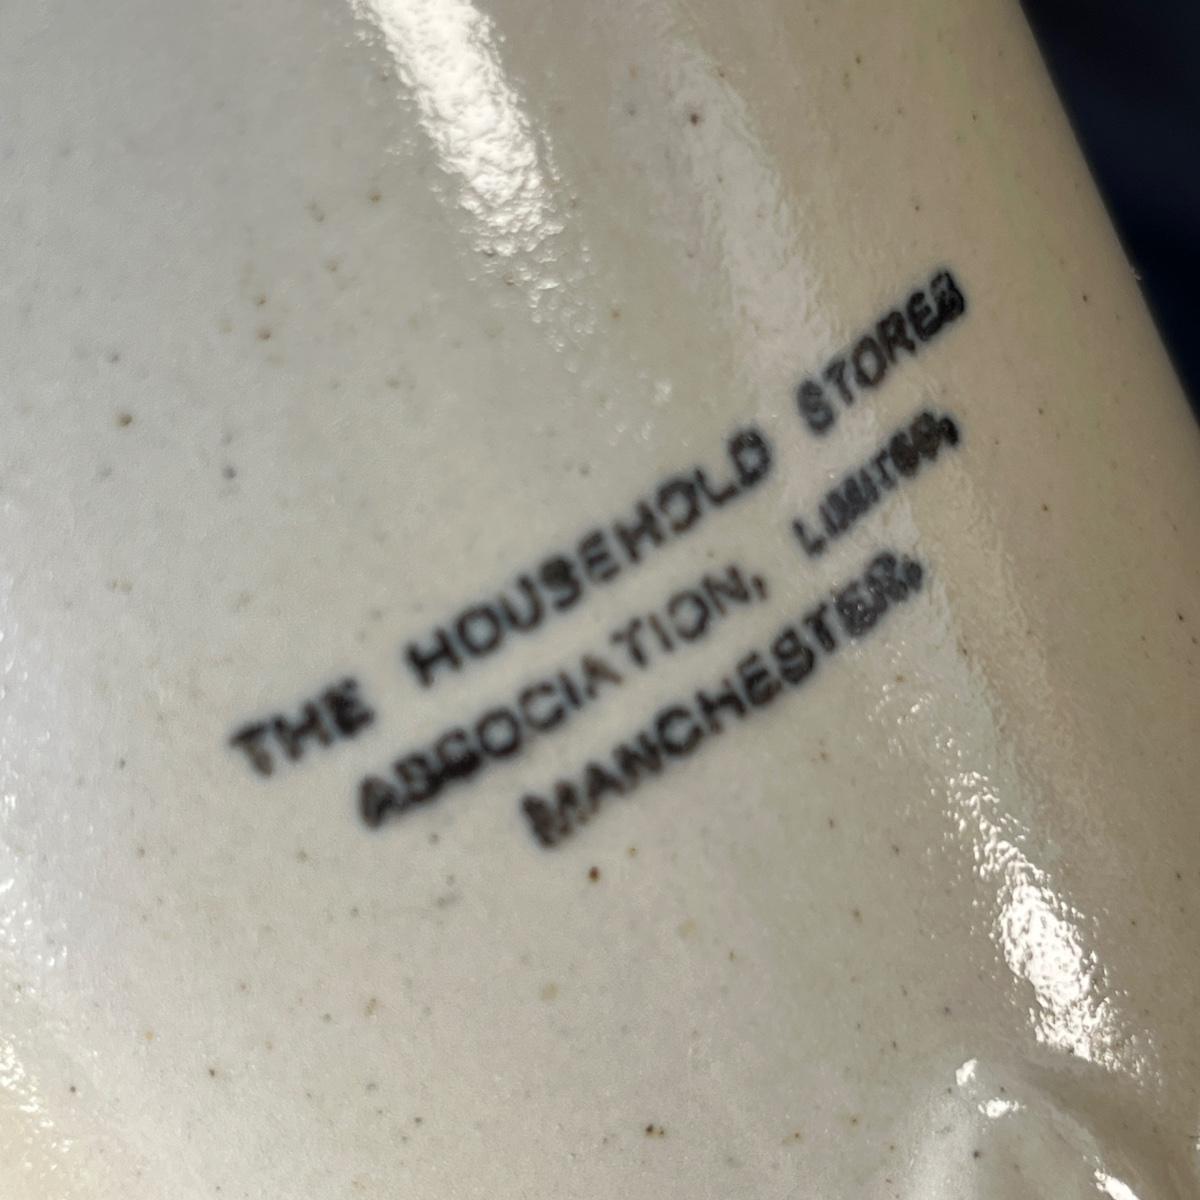 THE HOUSEHOLD STORES
ASSOCIATION, LIMITED,
MANCHESTER.